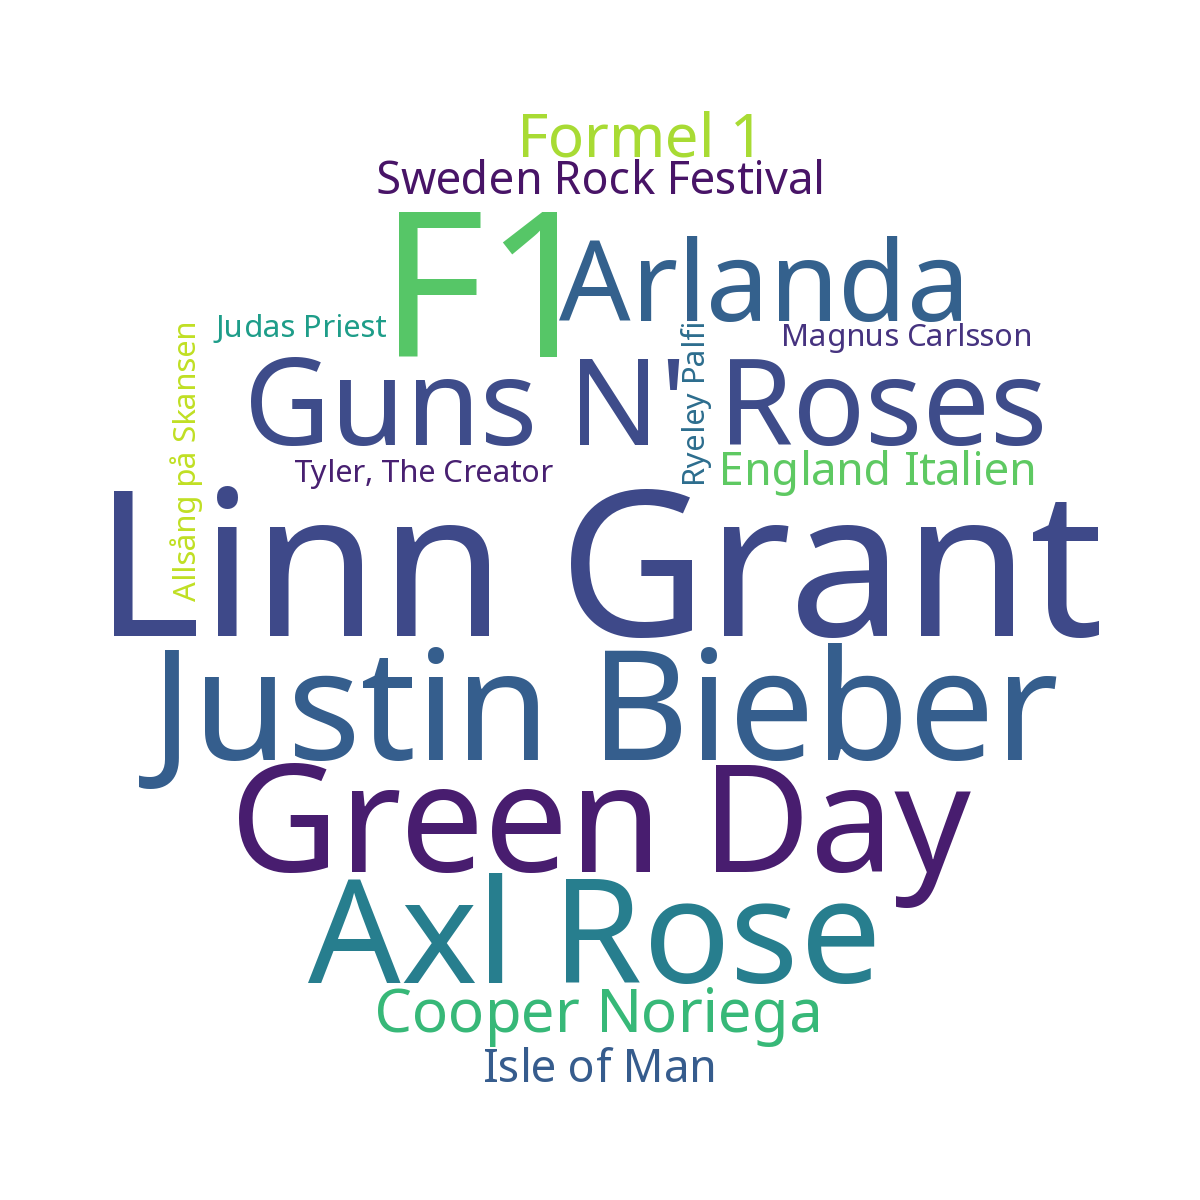 Formel 1
Sweden Rock Festival
F1
Arlanda
Judas Priest
Magnus Carlsson
Allsång på Skansen
Guns N' Roses
Ryeley Palfi
Tyler, The Creator
England Italien
Linn Grant
Justin Bieber
Green Day
Axl Rose
Cooper Noriega
Isle of Man